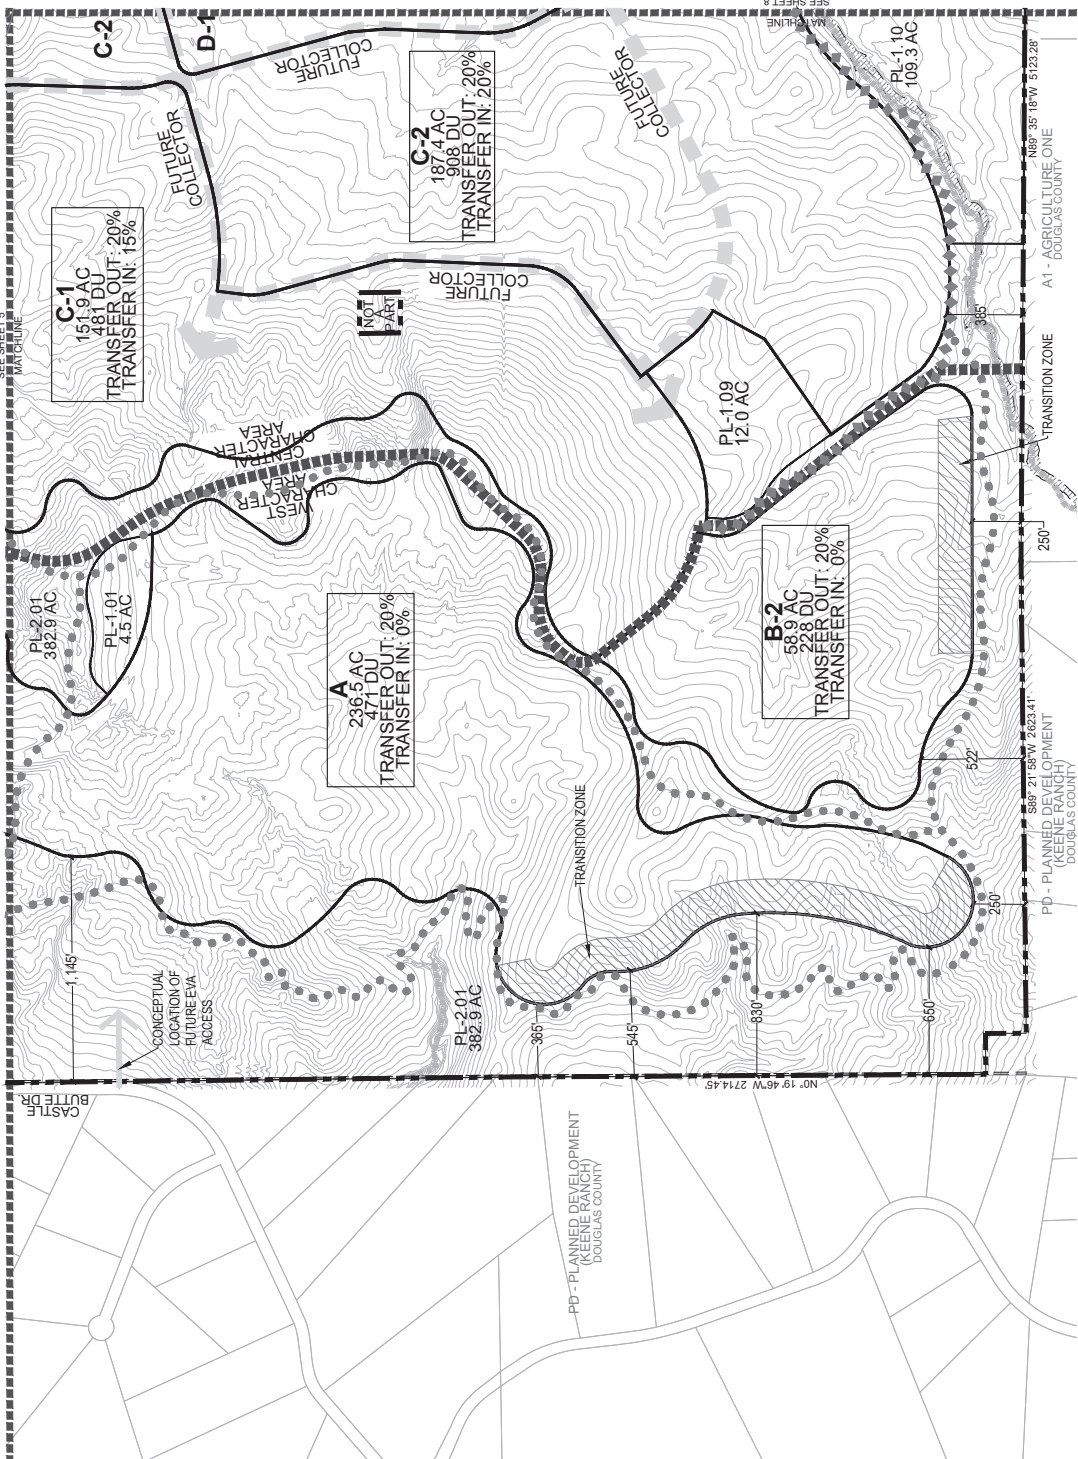 SEE SHEET 8
MATCHLINE
C-2
D-1
FUTURE
COLLECTOR
FUTURE
COLLECTOR
C-2
187.4 AC
908 DU
TRANSFER OUT: 20%
TRANSFER IN: 20%
FUTURE
COLLECTOR
PL-1.10
109.3 AC
N89° 35' 18"W 5123.28'
A1 - AGRICULTURE ONE
DOUGLAS COUNTY
MATCHLINE
C-1
151.9 AC
481 DU
TRANSFER OUT: 20%
TRANSFER IN: 15%
NOT
A
PART
FUTURE
COLLECTOR
385'
PL-1.09
12.0 AC
TRANSITION ZONE
CENTRAL
CHARACTER
AREA
WEST
CHARACTER
AREA
250'
PL-2.01
382.9 AC
PL-1.01
4.5 AC
A
236.5 AC
471 DU
TRANSFER OUT: 20%
TRANSFER IN: 0%
B-2
58.9 AC
228 DU
TRANSFER OUT: 20%
TRANSFER IN: 0%
522'
S89° 21' 58"W 2623.41'
PD - PLANNED DEVELOPMENT
(KEENE RANCH)
DOUGLAS COUNTY
TRANSITION ZONE
250'
1,145'
CONCEPTUAL
LOCATION OF
FUTURE EVA
ACCESS
PL-2.01
382.9 AC
365'
545'
830'
650'
N0° 19' 46"W 2714.45'
CASTLE
BUTTE DR.
PD - PLANNED DEVELOPMENT
(KEENE RANCH)
DOUGLAS COUNTY